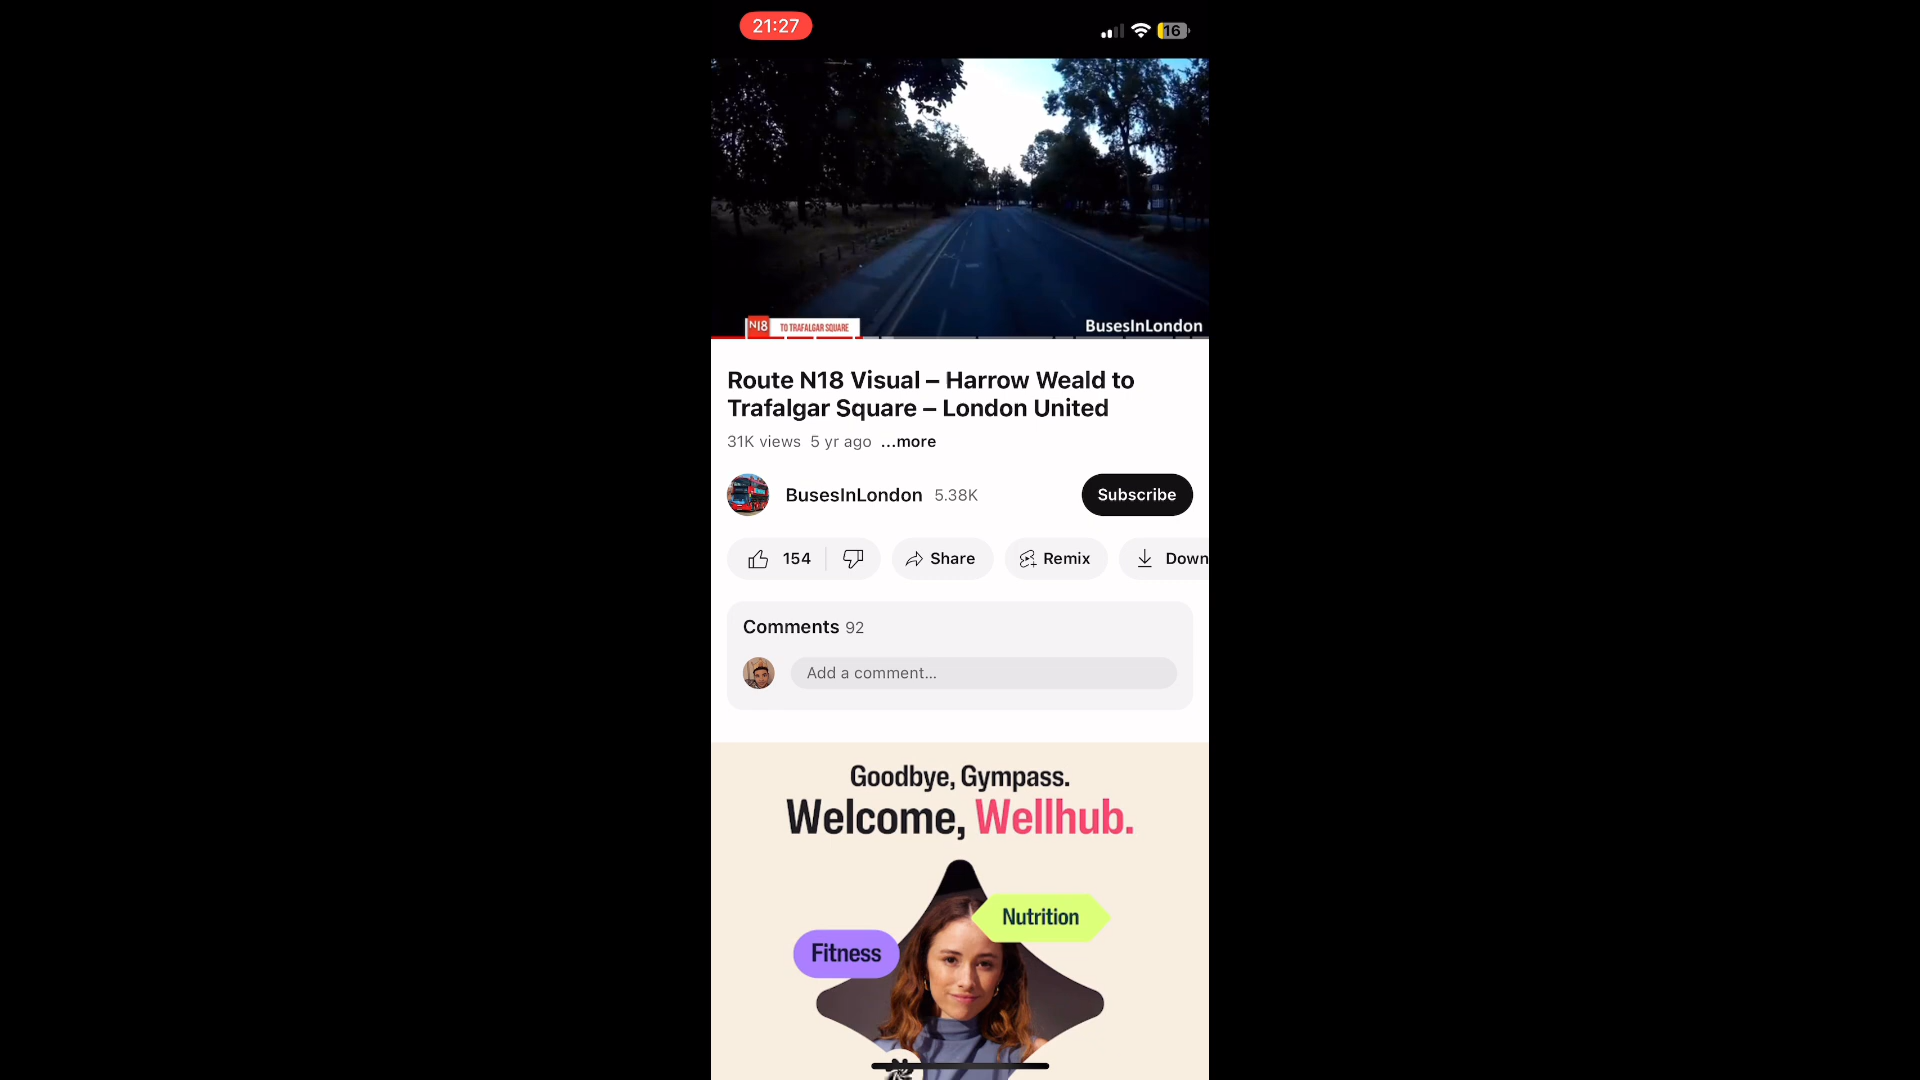 21:27
16
N18 TO TRAFALGAR SQUARE
BusesInLondon
Route N18 Visual – Harrow Weald to
Trafalgar Square – London United
31K views 5 yr ago ...more
BusesInLondon 5.38K
Subscribe
154
Share
Remix
Down
Comments 92
Add a comment...
Goodbye, Gympass.
Welcome, Wellhub.
Nutrition
Fitness